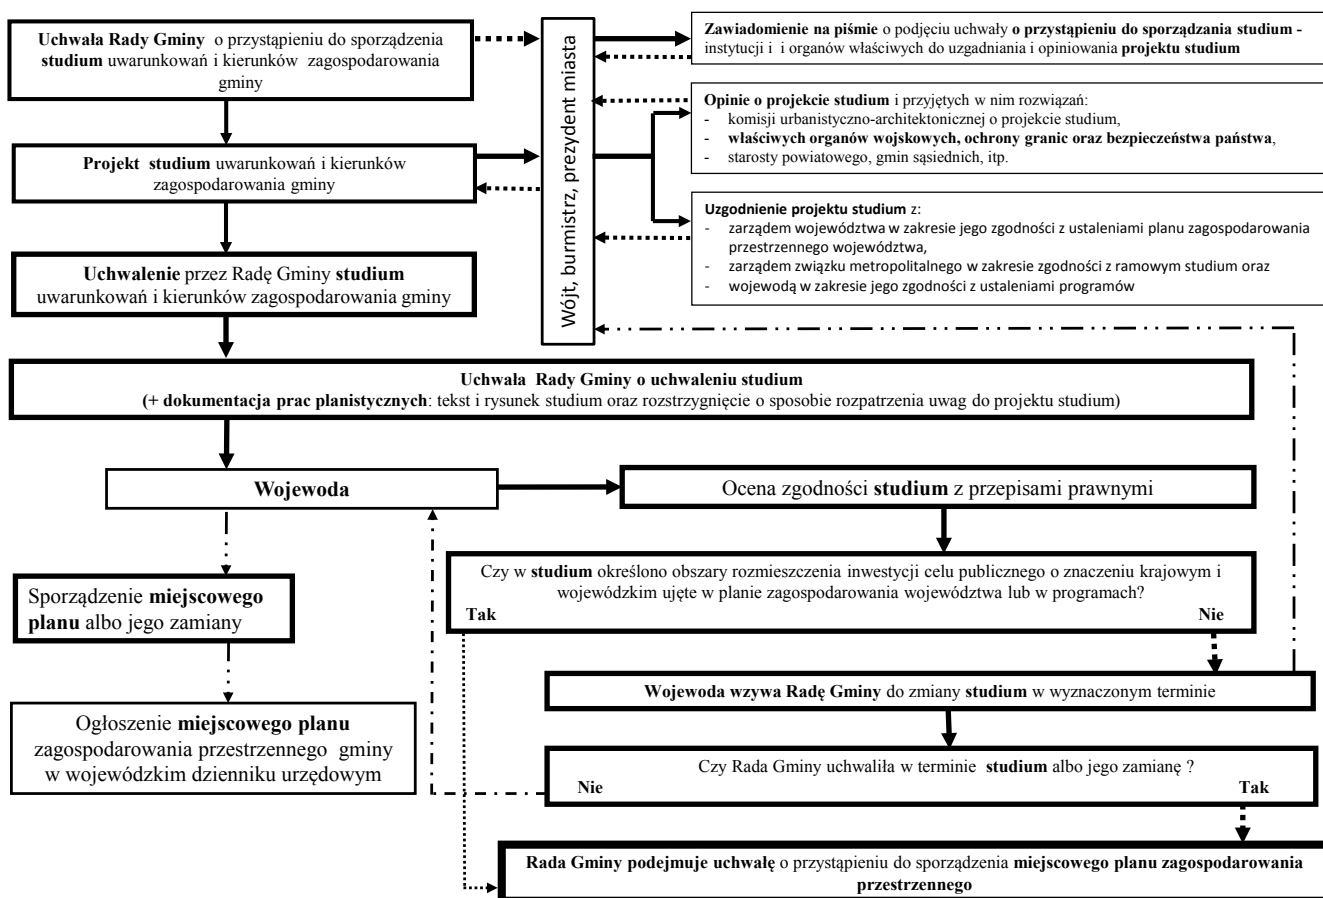 Uchwała Rady Gminy o przystąpieniu do sporządzenia
studium uwarunkowań i kierunków zagospodarowania
gminy
Projekt studium uwarunkowań i kierunków
zagospodarowania gminy
Uchwalenie przez Radę Gminy studium
uwarunkowań i kierunków zagospodarowania gminy
Wójt, burmistrz, prezydent miasta
Zawiadomienie na piśmie o podjęciu uchwały o przystąpieniu do sporządzania studium -
instytucji i i organów właściwych do uzgadniania i opiniowania projektu studium
Opinie o projekcie studium i przyjętych w nim rozwiązań:
- komisji urbanistyczno-architektonicznej o projekcie studium,
- właściwych organów wojskowych, ochrony granic oraz bezpieczeństwa państwa,
- starosty powiatowego, gmin sąsiednich, itp.
Uzgodnienie projektu studium z:
- zarządem województwa w zakresie jego zgodności z ustaleniami planu zagospodarowania
przestrzennego województwa,
- zarządem związku metropolitalnego w zakresie zgodności z ramowym studium oraz
- wojewodą w zakresie jego zgodności z ustaleniami programów
Uchwała Rady Gminy o uchwaleniu studium
(+ dokumentacja prac planistycznych: tekst i rysunek studium oraz rozstrzygnięcie o sposobie rozpatrzenia uwag do projektu studium)
Wojewoda
Ocena zgodności studium z przepisami prawnymi
Czy w studium określono obszary rozmieszczenia inwestycji celu publicznego o znaczeniu krajowym i
wojewódzkim ujęte w planie zagospodarowania województwa lub w programach?
Tak Nie
Sporządzenie miejscowego
planu albo jego zamiany
Wojewoda wzywa Radę Gminy do zmiany studium w wyznaczonym terminie
Ogłoszenie miejscowego planu
zagospodarowania przestrzennego gminy
w wojewódzkim dzienniku urzędowym
Czy Rada Gminy uchwaliła w terminie studium albo jego zamianę ?
Nie Tak
Rada Gminy podejmuje uchwałę o przystąpieniu do sporządzenia miejscowego planu zagospodarowania
przestrzennego